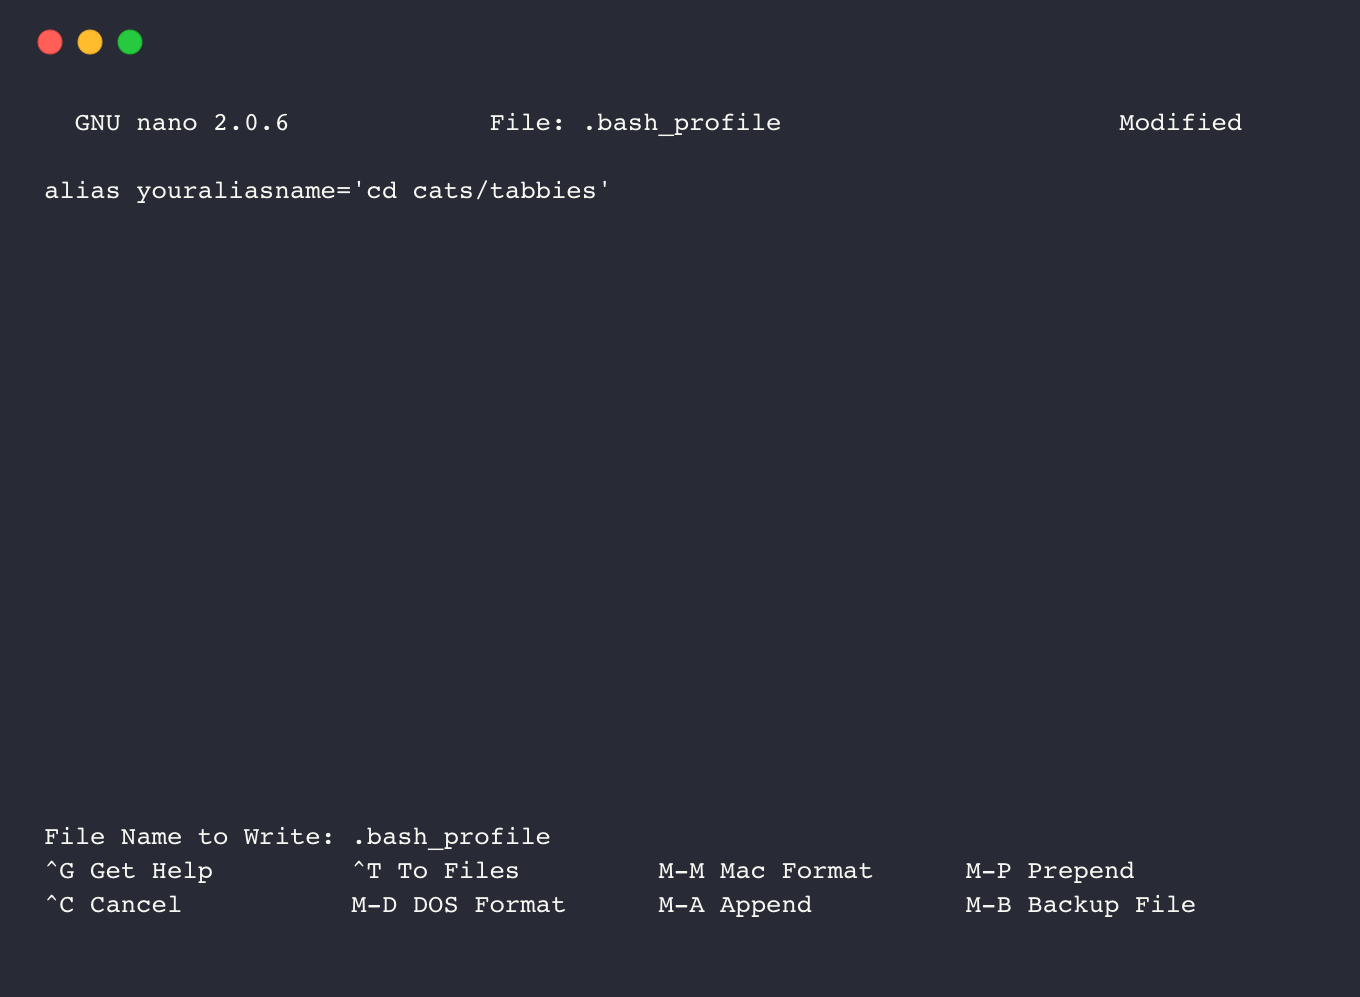 GNU nano 2.0.6 File: .bash_profile Modified
alias youraliasname='cd cats/tabbies'
File Name to Write: .bash_profile
^G Get Help ^T To Files M-M Mac Format M-P Prepend
^C Cancel M-D DOS Format M-A Append M-B Backup File